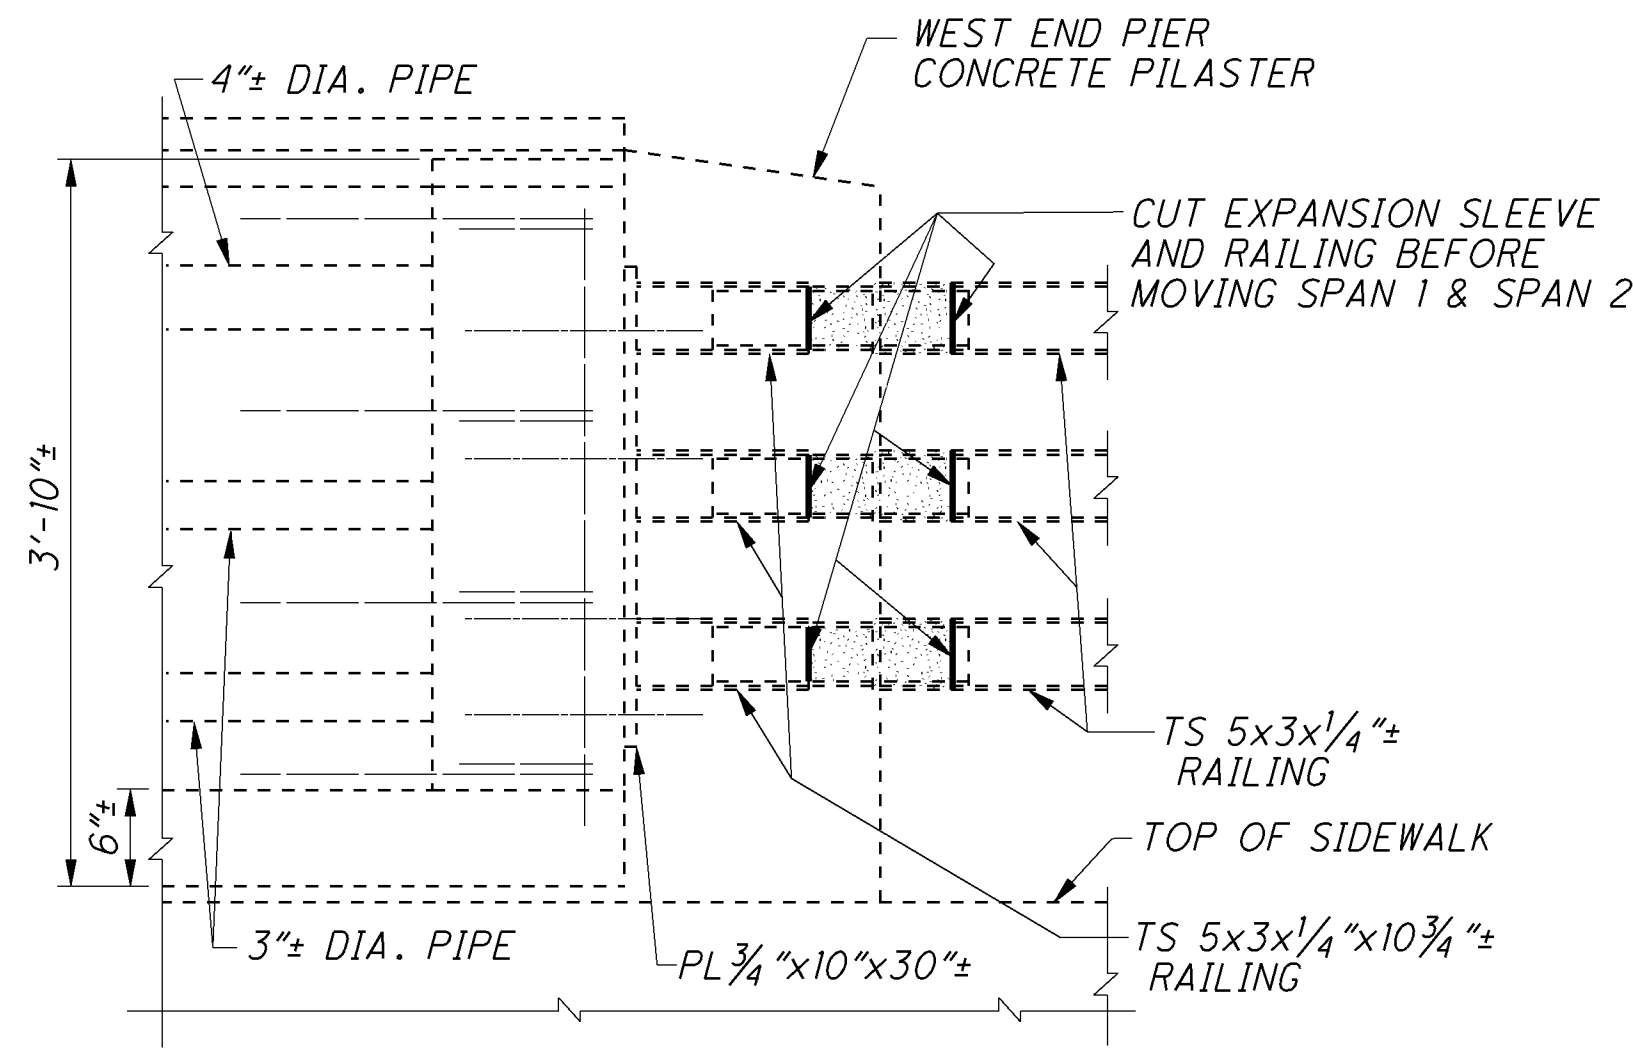 WEST END PIER
CONCRETE PILASTER
4"± DIA. PIPE
CUT EXPANSION SLEEVE
AND RAILING BEFORE
MOVING SPAN 1 & SPAN 2
3'-10"±
6"±
TS 5x3x1/4"±
RAILING
TOP OF SIDEWALK
3"± DIA. PIPE
PL 3/4"x10"x30"±
TS 5x3x1/4"x10 3/4"±
RAILING